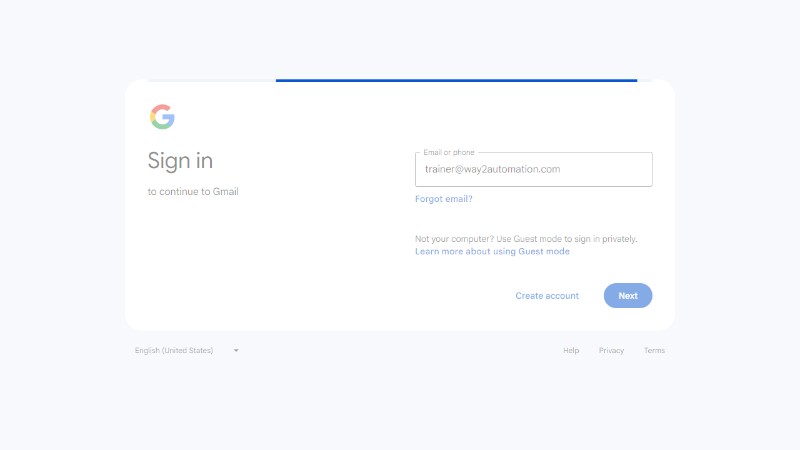 Sign in
to continue to Gmail
Email or phone
trainer@way2automation.com
Forgot email?
Not your computer? Use Guest mode to sign in privately.
Learn more about using Guest mode
Create account
Next
English (United States)
Help
Privacy
Terms